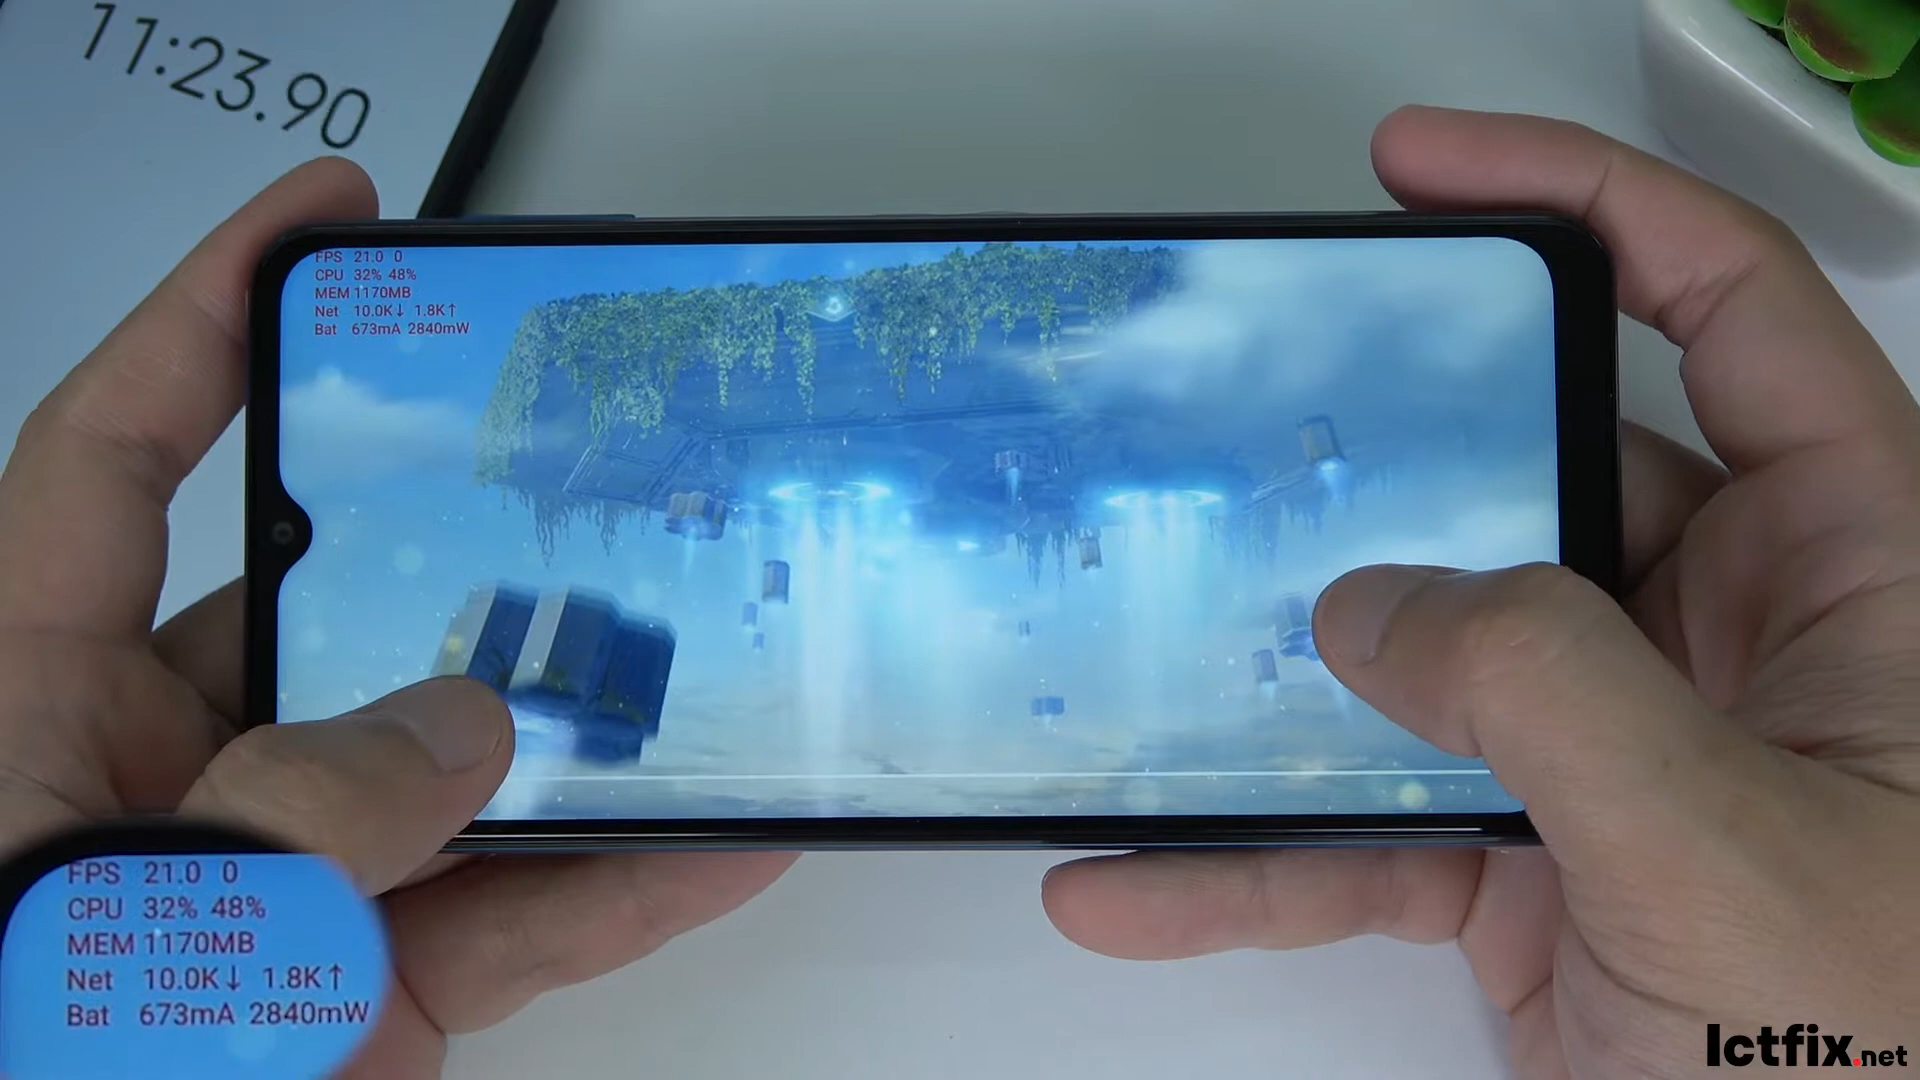 11:23.90
FPS 21.0 0
CPU 32% 48%
MEM 1170MB
Net 10.0K↓ 1.8K↑
Bat 673mA 2840mW
FPS 21.0 0
CPU 32% 48%
MEM 1170MB
Net 10.0K↓ 1.8K↑
Bat 673mA 2840mW
Ictfix.net